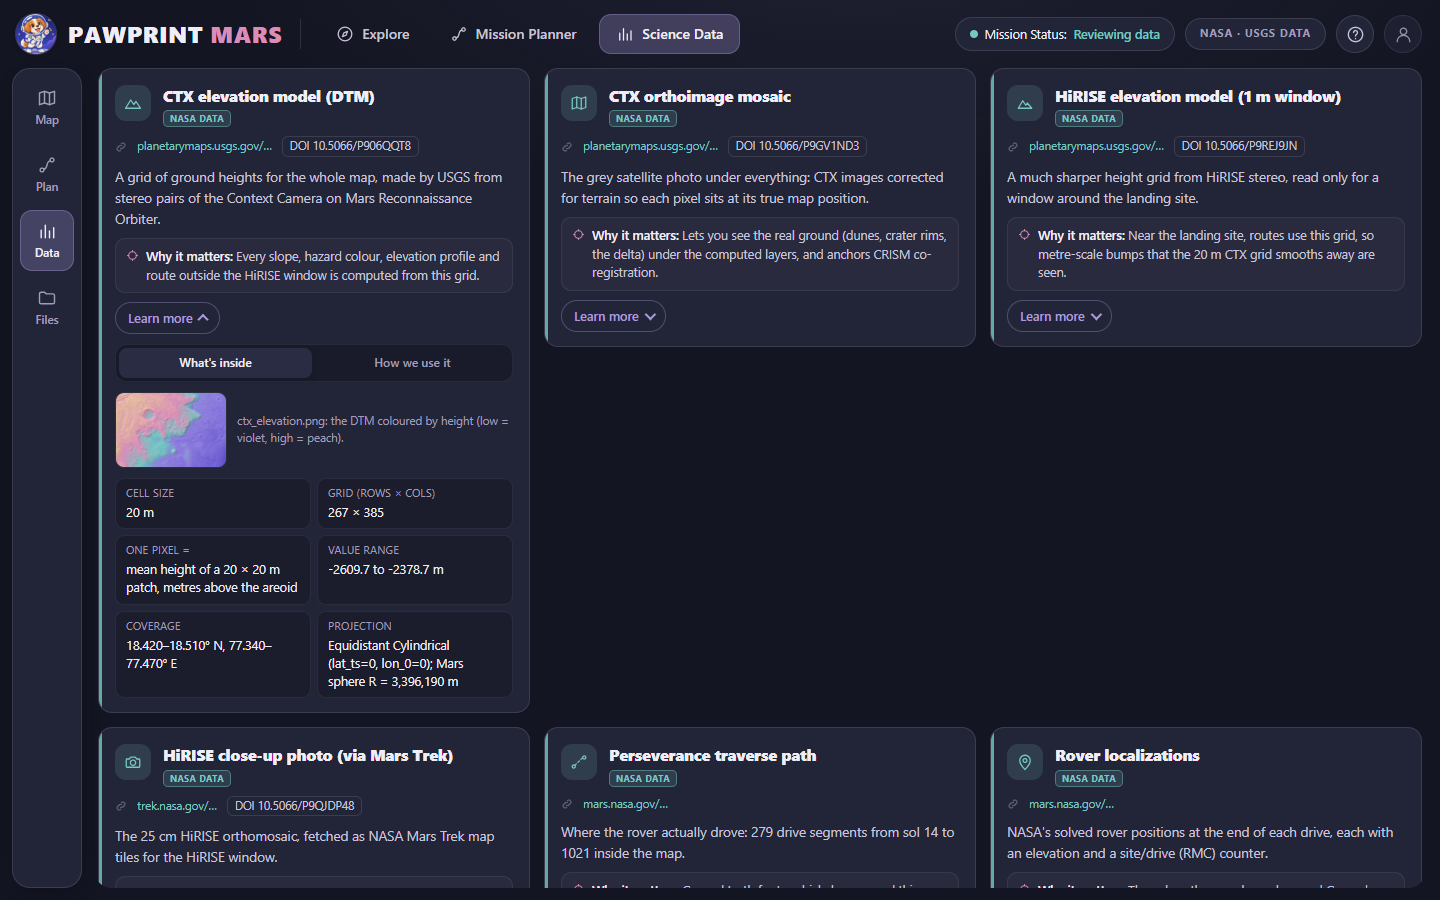 PAWPRINT MARS
Explore
Mission Planner
Science Data
Mission Status: Reviewing data
NASA · USGS DATA
Map
Plan
Data
Files
CTX elevation model (DTM)
NASA DATA
planetarymaps.usgs.gov/...
DOI 10.5066/P906QQT8
A grid of ground heights for the whole map, made by USGS from
stereo pairs of the Context Camera on Mars Reconnaissance
Orbiter.
Why it matters: Every slope, hazard colour, elevation profile and
route outside the HiRISE window is computed from this grid.
Learn more
What's inside
How we use it
ctx_elevation.png: the DTM coloured by height (low =
violet, high = peach).
CELL SIZE
20 m
GRID (ROWS × COLS)
267 × 385
ONE PIXEL =
mean height of a 20 × 20 m
patch, metres above the areoid
VALUE RANGE
-2609.7 to -2378.7 m
COVERAGE
18.420–18.510° N, 77.340–
77.470° E
PROJECTION
Equidistant Cylindrical
(lat_ts=0, lon_0=0); Mars
sphere R = 3,396,190 m
CTX orthoimage mosaic
NASA DATA
planetarymaps.usgs.gov/...
DOI 10.5066/P9GV1ND3
The grey satellite photo under everything: CTX images corrected
for terrain so each pixel sits at its true map position.
Why it matters: Lets you see the real ground (dunes, crater rims,
the delta) under the computed layers, and anchors CRISM co-
registration.
Learn more
HiRISE elevation model (1 m window)
NASA DATA
planetarymaps.usgs.gov/...
DOI 10.5066/P9REJ9JN
A much sharper height grid from HiRISE stereo, read only for a
window around the landing site.
Why it matters: Near the landing site, routes use this grid, so
metre-scale bumps that the 20 m CTX grid smooths away are
seen.
Learn more
HiRISE close-up photo (via Mars Trek)
NASA DATA
trek.nasa.gov/...
DOI 10.5066/P9QJDP48
The 25 cm HiRISE orthomosaic, fetched as NASA Mars Trek map
tiles for the HiRISE window.
Perseverance traverse path
NASA DATA
mars.nasa.gov/...
Where the rover actually drove: 279 drive segments from sol 14 to
1021 inside the map.
Rover localizations
NASA DATA
mars.nasa.gov/...
NASA's solved rover positions at the end of each drive, each with
an elevation and a site/drive (RMC) counter.